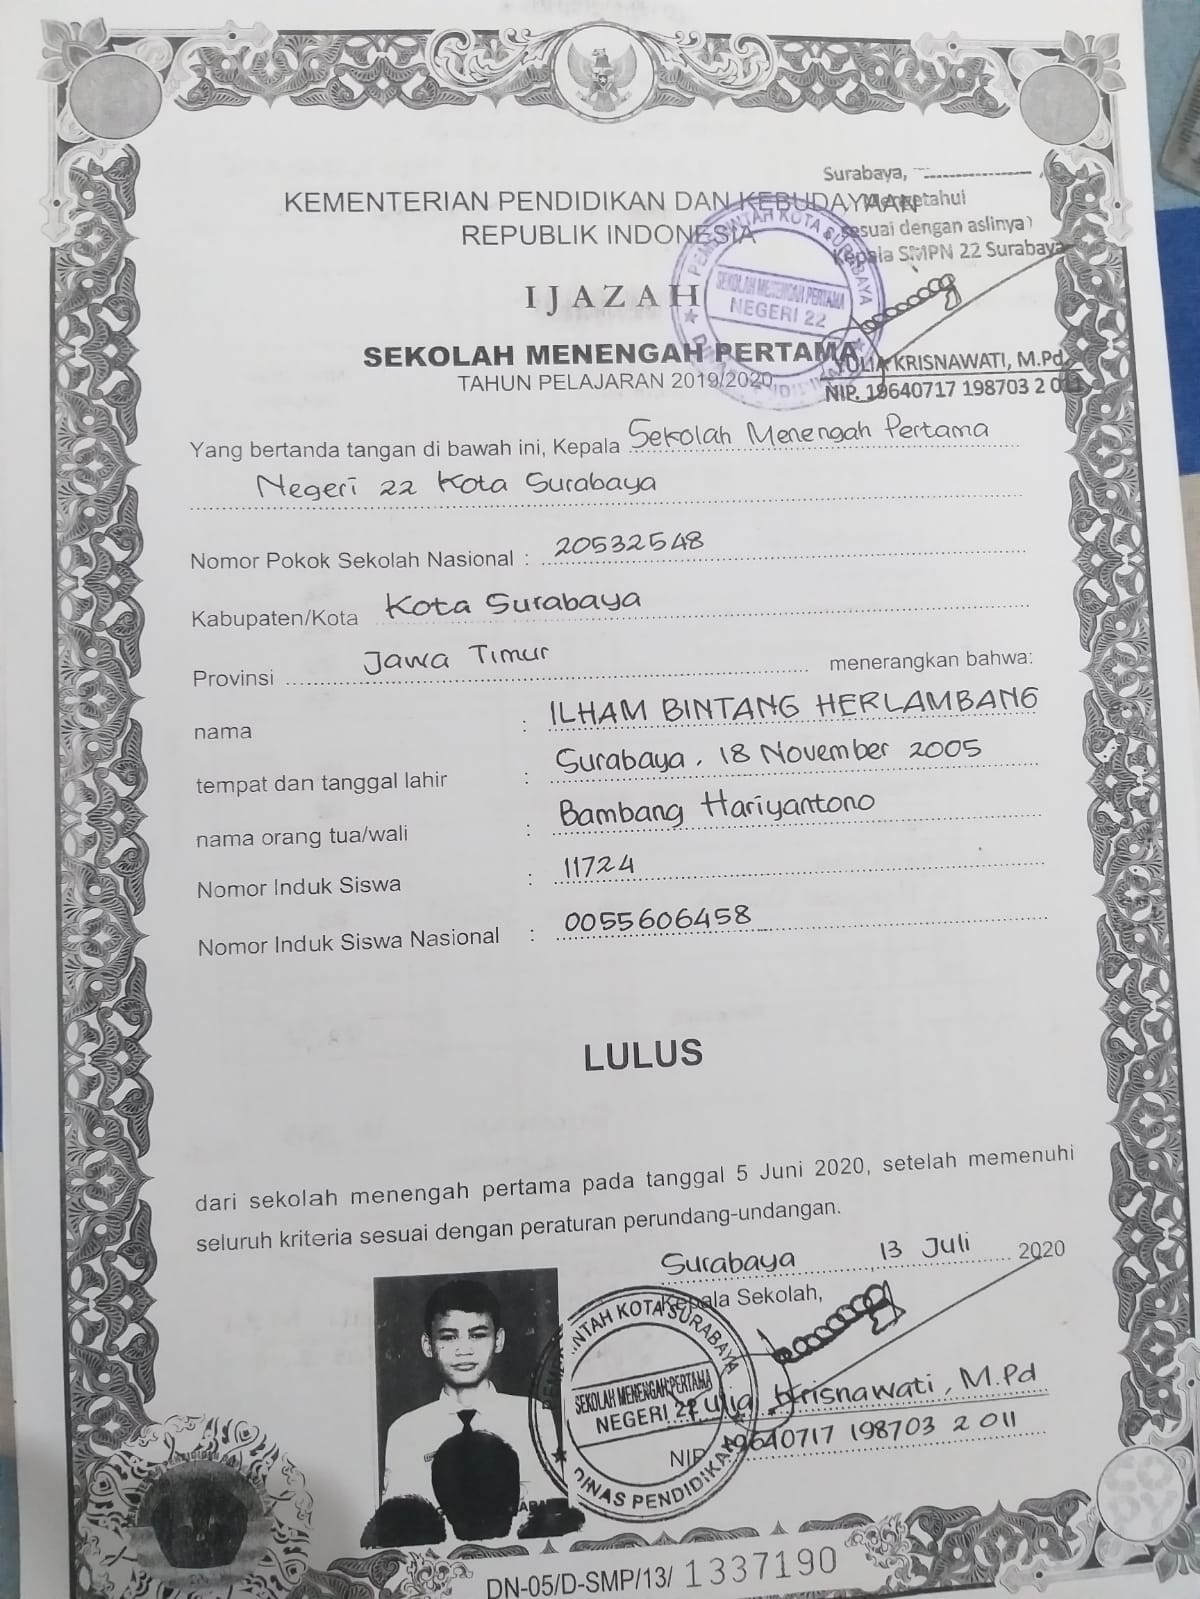 Surabaya,
Mengetahui
sesuai dengan aslinya)
Kepala SMPN 22 Surabaya
KEMENTERIAN PENDIDIKAN DAN KEBUDAYAAN
REPUBLIK INDONESIA
PEMERINTAH KOTA SURABAYA
SEKOLAH MENENGAH PERTAMA
NEGERI 22
DINAS PENDIDIKAN
IJAZAH
SEKOLAH MENENGAH PERTAMA
TAHUN PELAJARAN 2019/2020
YULIA KRISNAWATI, M.Pd
NIP. 19640717 198703 2 011
Yang bertanda tangan di bawah ini, Kepala Sekolah Menengah Pertama
Negeri 22 Kota Surabaya
Nomor Pokok Sekolah Nasional : 20532548
Kabupaten/Kota Kota Surabaya
Provinsi Jawa Timur menerangkan bahwa:
nama : ILHAM BINTANG HERLAMBANG
tempat dan tanggal lahir : Surabaya, 18 November 2005
nama orang tua/wali : Bambang Hariyantono
Nomor Induk Siswa : 11724
Nomor Induk Siswa Nasional : 0055606458
LULUS
dari sekolah menengah pertama pada tanggal 5 Juni 2020, setelah memenuhi
seluruh kriteria sesuai dengan peraturan perundang-undangan.
Surabaya, 13 Juli 2020
Kepala Sekolah,
PEMERINTAH KOTA SURABAYA
SEKOLAH MENENGAH PERTAMA
NEGERI 22
DINAS PENDIDIKAN
Yulia Krisnawati, M.Pd
NIP 19640717 198703 2 011
COPY
DN-05/D-SMP/13/ 1337190